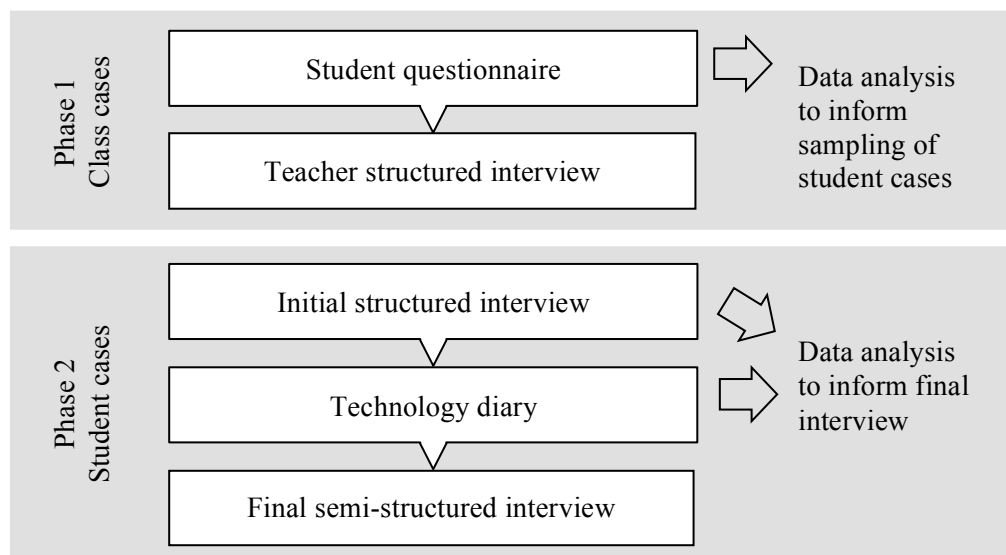 Phase 1
Class cases
Student questionnaire
Teacher structured interview
Data analysis
to inform
sampling of
student cases
Phase 2
Student cases
Initial structured interview
Technology diary
Final semi-structured interview
Data analysis
to inform final
interview